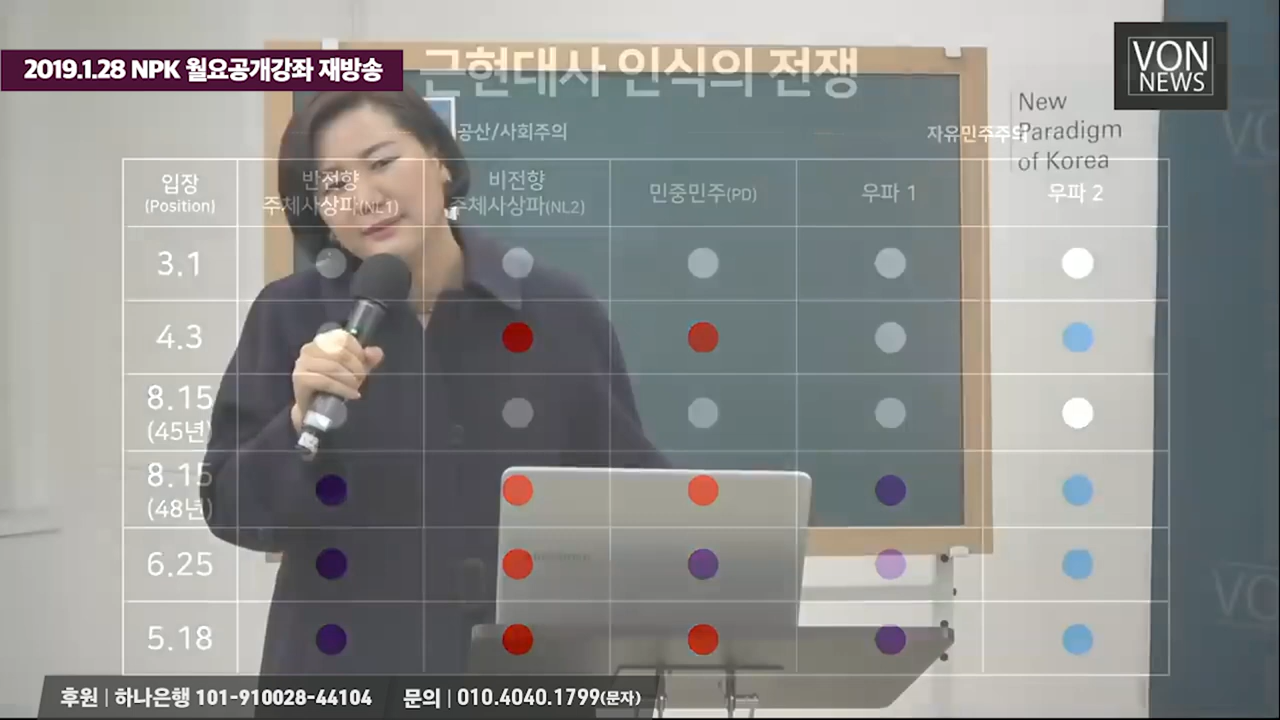 2019.1.28 NPK 월요공개강좌 재방송
근현대사 인식의 전쟁
VON
NEWS
New
Paradigm
of Korea
공산/사회주의
자유민주주의
입장
(Position)
반전향
주체사상파(NL1)
비전향
주체사상파(NL2)
민중민주(PD)
우파 1
우파 2
3.1
4.3
8.15
(45년)
8.15
(48년)
6.25
5.18
후원 | 하나은행 101-910028-44104 문의 | 010.4040.1799(문자)